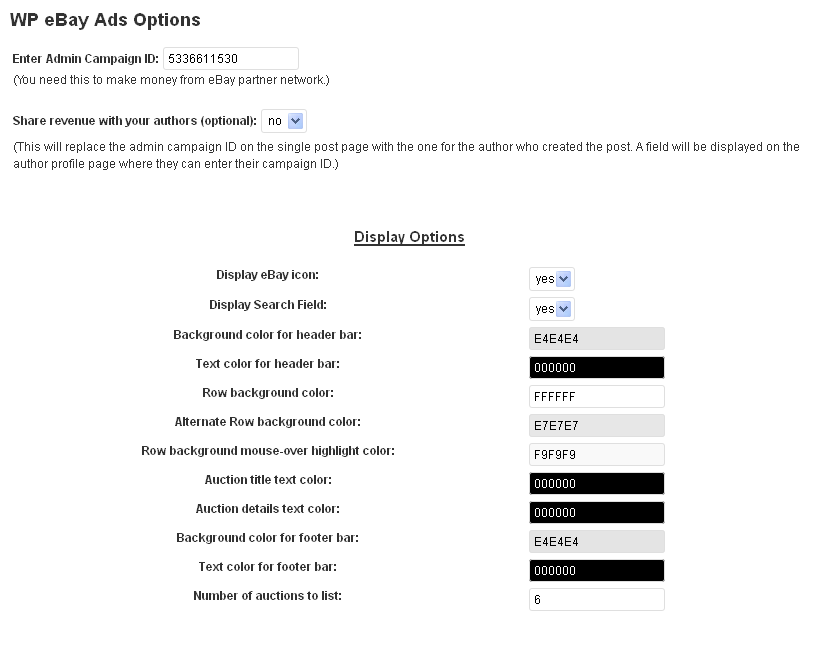 WP eBay Ads Options
Enter Admin Campaign ID: 5336611530
(You need this to make money from eBay partner network.)
Share revenue with your authors (optional): no
(This will replace the admin campaign ID on the single post page with the one for the author who created the post. A field will be displayed on the
author profile page where they can enter their campaign ID.)
Display Options
Display eBay icon: yes
Display Search Field: yes
Background color for header bar: E4E4E4
Text color for header bar: 000000
Row background color: FFFFFF
Alternate Row background color: E7E7E7
Row background mouse-over highlight color: F9F9F9
Auction title text color: 000000
Auction details text color: 000000
Background color for footer bar: E4E4E4
Text color for footer bar: 000000
Number of auctions to list: 6